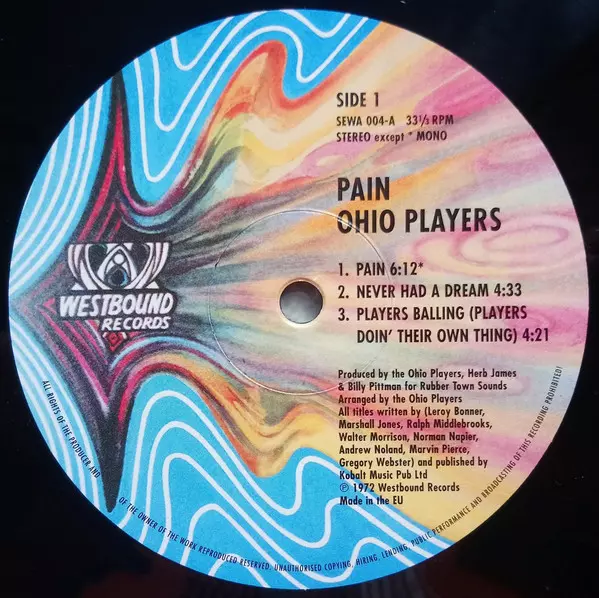 SIDE 1
SEWA 004-A 33⅓ RPM
STEREO except * MONO
PAIN
OHIO PLAYERS
1. PAIN 6:12*
2. NEVER HAD A DREAM 4:33
3. PLAYERS BALLING (PLAYERS
DOIN' THEIR OWN THING) 4:21
WESTBOUND
RECORDS
Produced by the Ohio Players, Herb James
& Billy Pittman for Rubber Town Sounds
Arranged by the Ohio Players
All titles written by (Leroy Bonner,
Marshall Jones, Ralph Middlebrooks,
Walter Morrison, Norman Napier,
Andrew Noland, Marvin Pierce,
Gregory Webster) and published by
Kobalt Music Pub Ltd
℗ 1972 Westbound Records
Made in the EU
ALL RIGHTS OF THE PRODUCER AND
OF THE OWNER OF THE WORK REPRODUCED RESERVED. UNAUTHORISED COPYING, HIRING, LENDING, PUBLIC PERFORMANCE AND BROADCASTING OF THIS RECORDING PROHIBITED)